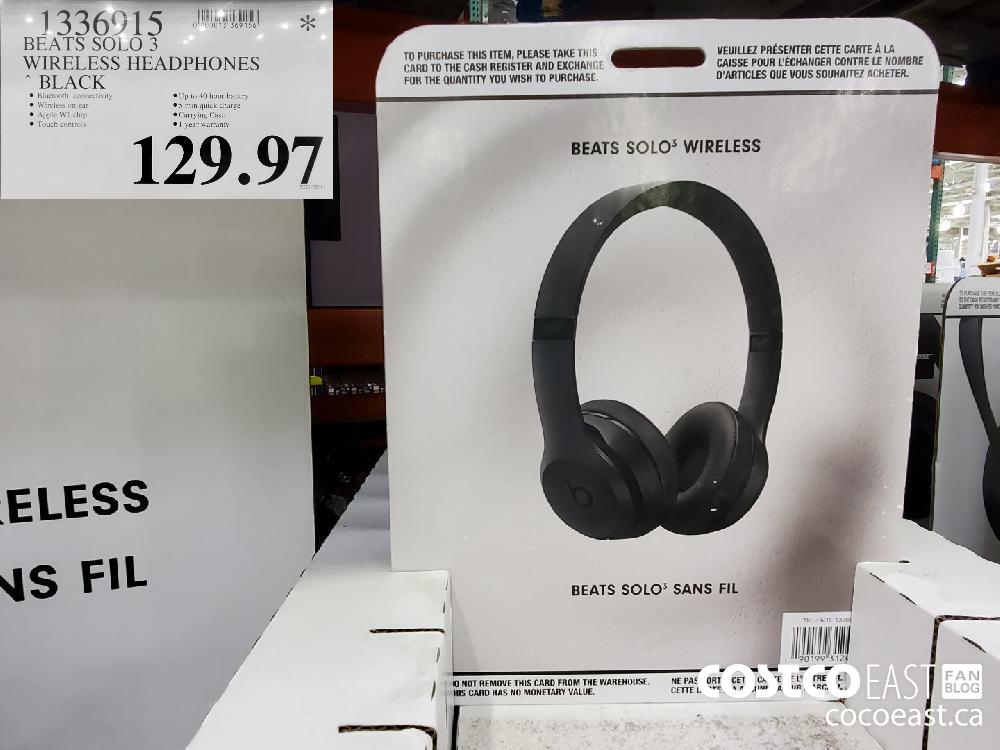 1336915
*
BEATS SOLO 3
WIRELESS HEADPHONES
^ BLACK
• Bluetooth connectivity
• Wireless on-ear
• Apple W1 chip
• Touch controls
• Up to 40 hour battery
• 5 min quick charge
• Carrying Case
• 1 year warranty
129.97
TO PURCHASE THIS ITEM, PLEASE TAKE THIS
CARD TO THE CASH REGISTER AND EXCHANGE
FOR THE QUANTITY YOU WISH TO PURCHASE.
VEUILLEZ PRÉSENTER CETTE CARTE À LA
CAISSE POUR L'ÉCHANGER CONTRE LE NOMBRE
D'ARTICLES QUE VOUS SOUHAITEZ ACHETER.
BEATS SOLO³ WIRELESS
b
BEATS SOLO³ SANS FIL
RELESS
NS FIL
DO NOT REMOVE THIS CARD FROM THE WAREHOUSE.
THIS CARD HAS NO MONETARY VALUE.
COSTCO EAST FAN BLOG
cocoeast.ca